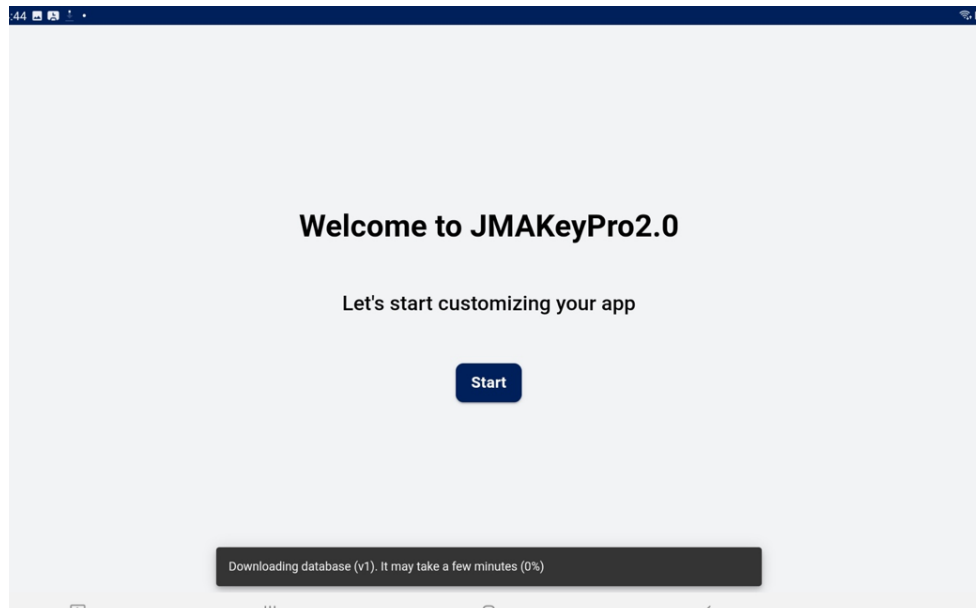 :44
Welcome to JMAKeyPro2.0
Let's start customizing your app
Start
Downloading database (v1). It may take a few minutes (0%)